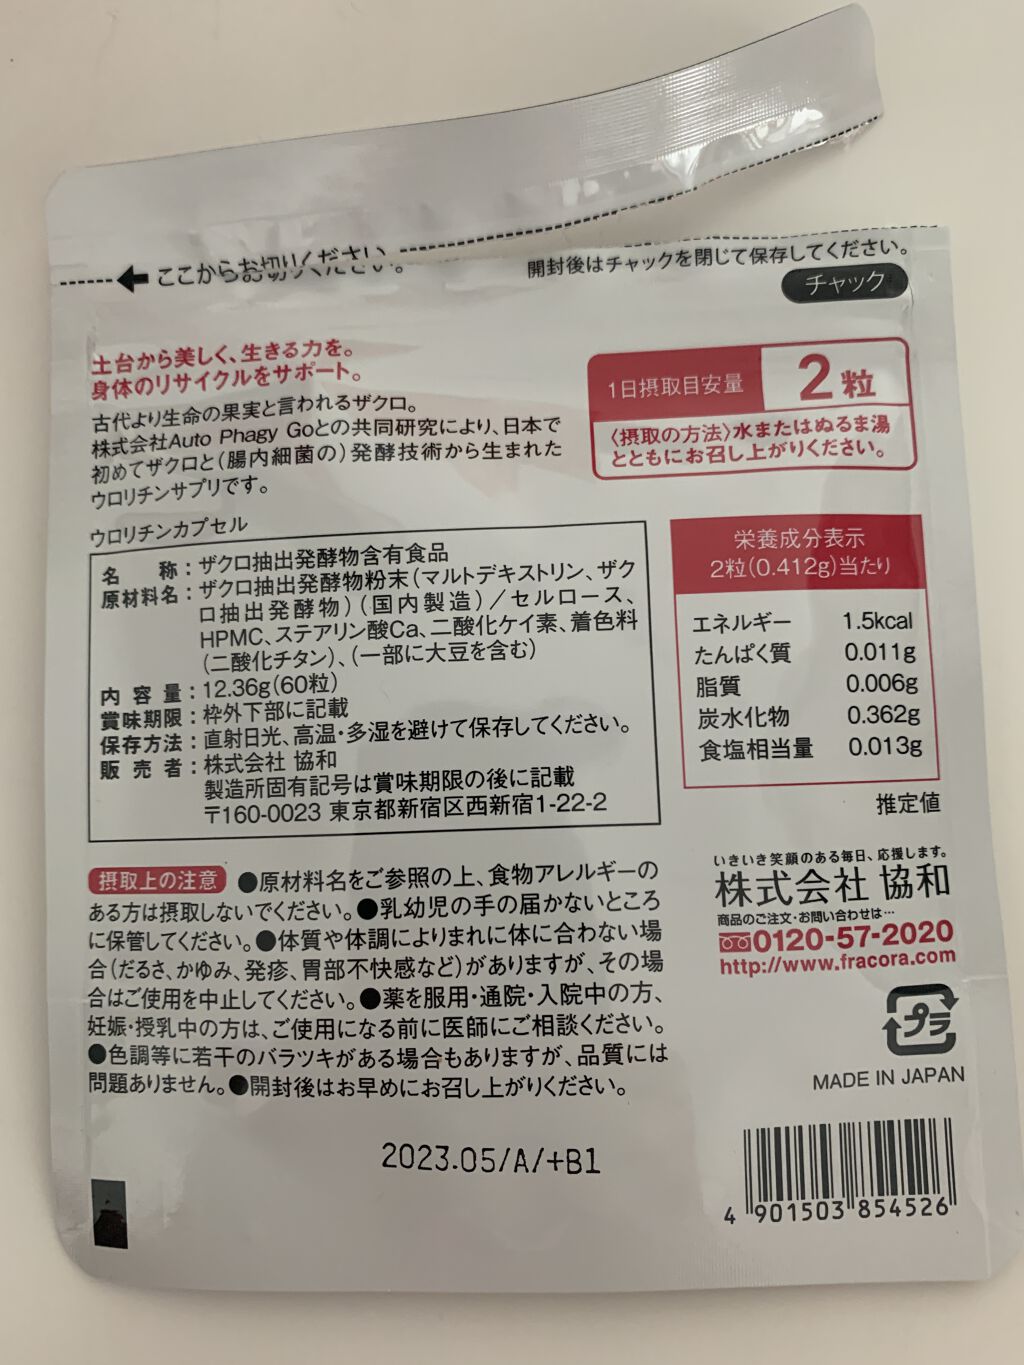 ここからお切りください。
開封後はチャックを閉じて保存してください。
チャック
土台から美しく、生きる力を。
身体のリサイクルをサポート。
古代より生命の果実と言われるザクロ。
株式会社Auto Phagy Goとの共同研究により、日本で
初めてザクロと(腸内細菌の)発酵技術から生まれた
ウロリチンサプリです。
1日摂取目安量 2粒
〈摂取の方法〉水またはぬるま湯
とともにお召し上がりください。
ウロリチンカプセル
名称:ザクロ抽出発酵物含有食品
原材料名:ザクロ抽出発酵物粉末(マルトデキストリン、ザク
ロ抽出発酵物)(国内製造)/セルロース、
HPMC、ステアリン酸Ca、二酸化ケイ素、着色料
(二酸化チタン)、(一部に大豆を含む)
内容量:12.36g(60粒)
賞味期限:枠外下部に記載
保存方法:直射日光、高温・多湿を避けて保存してください。
販売者:株式会社 協和
製造所固有記号は賞味期限の後に記載
〒160-0023 東京都新宿区西新宿1-22-2
栄養成分表示
2粒(0.412g)当たり
エネルギー 1.5kcal
たんぱく質 0.011g
脂質 0.006g
炭水化物 0.362g
食塩相当量 0.013g
推定値
摂取上の注意 ●原材料名をご参照の上、食物アレルギーの
ある方は摂取しないでください。●乳幼児の手の届かないところ
に保管してください。●体質や体調によりまれに体に合わない場
合(だるさ、かゆみ、発疹、胃部不快感など)がありますが、その場
合はご使用を中止してください。●薬を服用・通院・入院中の方、
妊娠・授乳中の方は、ご使用になる前に医師にご相談ください。
●色調等に若干のバラツキがある場合もありますが、品質には
問題ありません。●開封後はお早めにお召し上がりください。
いきいき笑顔のある毎日、応援します。
株式会社 協和
商品のご注文・お問い合わせは…
0120-57-2020
http://www.fracora.com
プラ
MADE IN JAPAN
2023.05/A/+B1
4 901503 854526